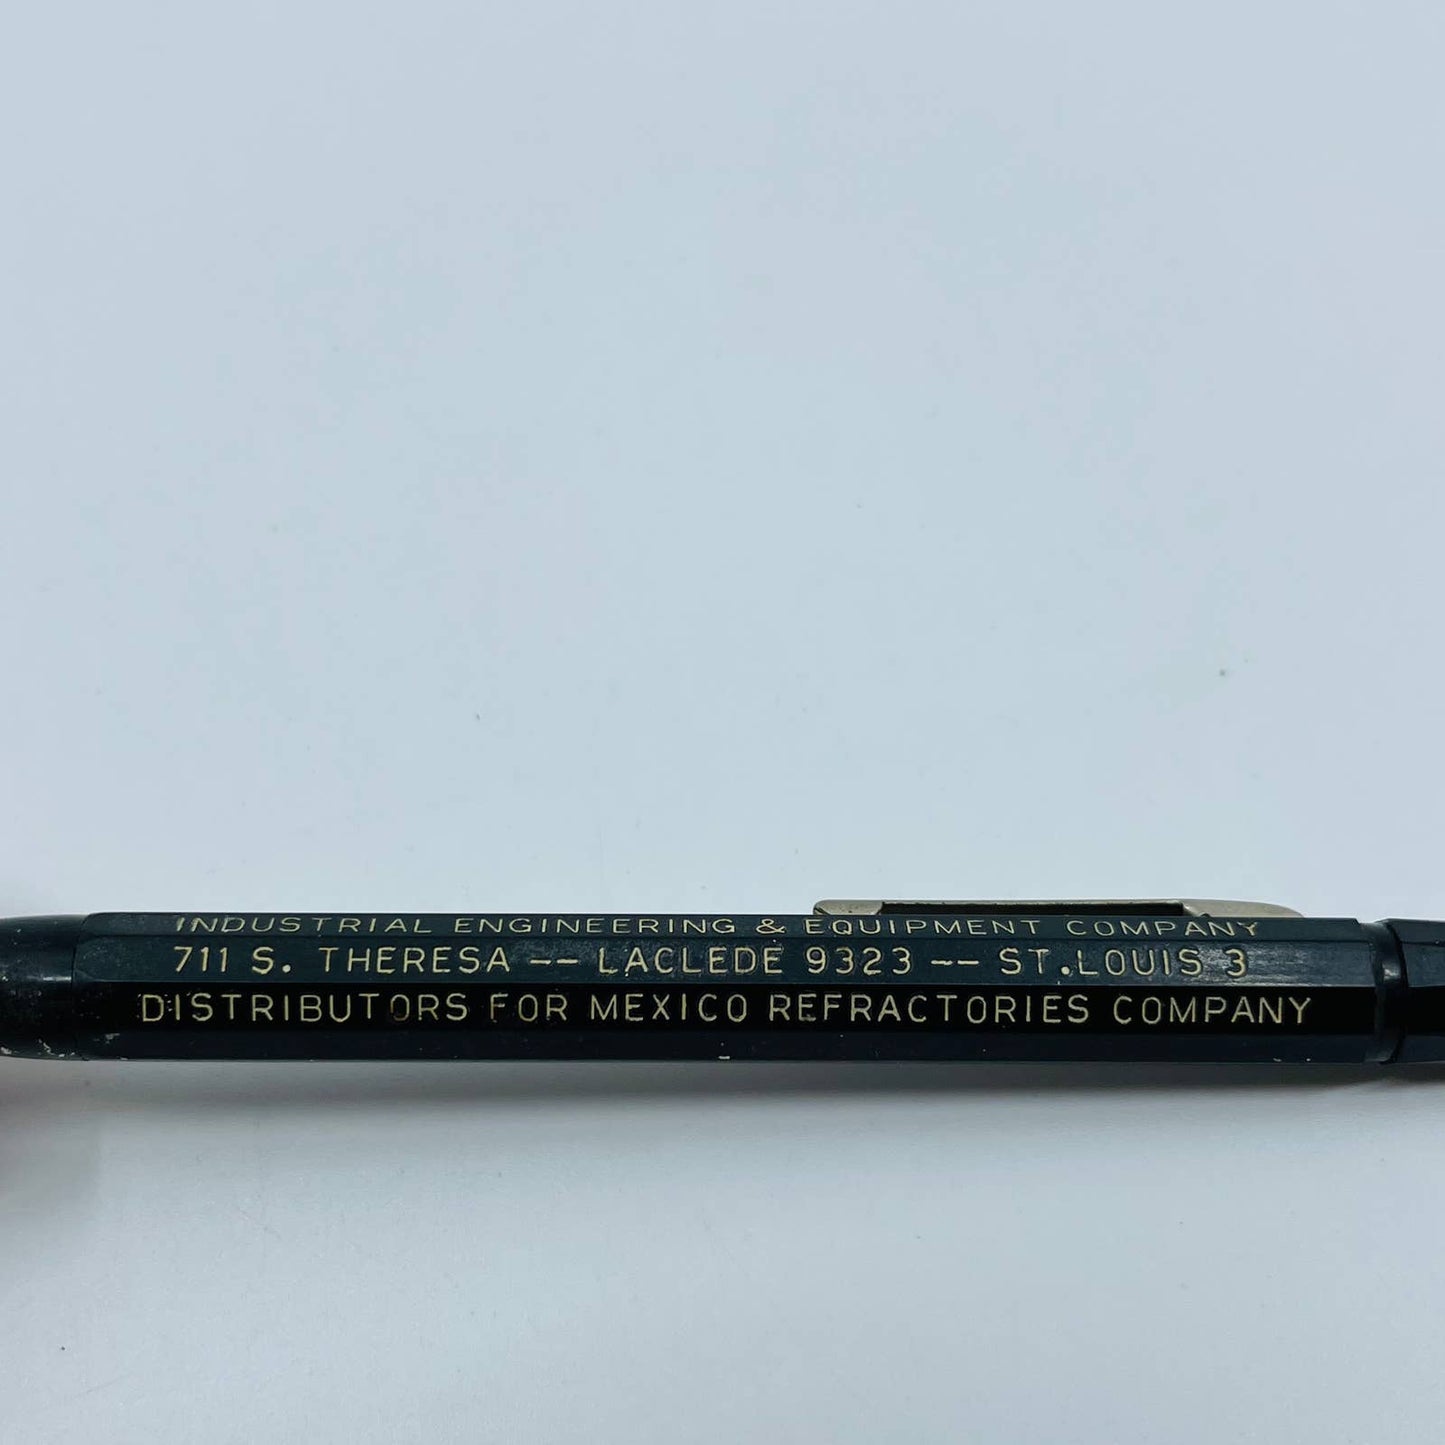 INDUSTRIAL ENGINEERING & EQUIPMENT COMPANY
711 S. THERESA -- LACLEDE 9323 -- ST. LOUIS 3
DISTRIBUTORS FOR MEXICO REFRACTORIES COMPANY